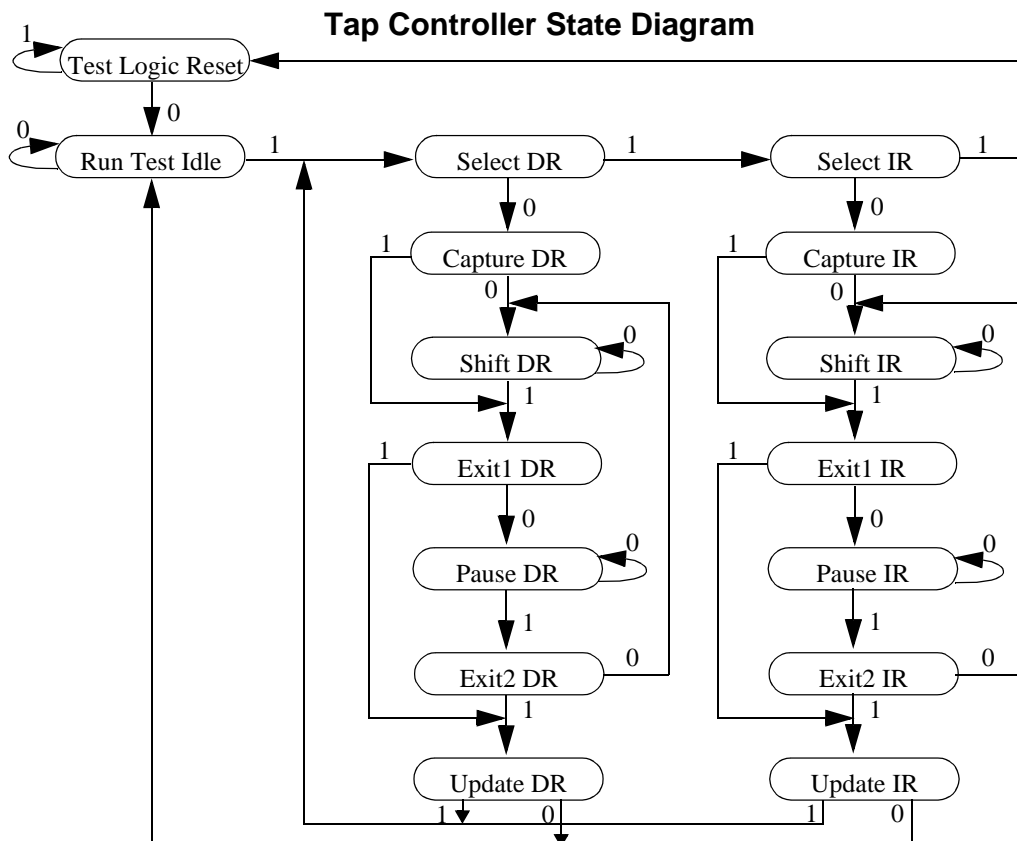 Tap Controller State Diagram
1
Test Logic Reset
0
0
Run Test Idle
1
Select DR
1
Select IR
1
0
0
1
Capture DR
1
Capture IR
0
0
Shift DR
0
Shift IR
0
1
1
1
Exit1 DR
1
Exit1 IR
0
0
Pause DR
0
Pause IR
0
1
1
Exit2 DR
0
Exit2 IR
0
1
1
Update DR
Update IR
1
0
1
0